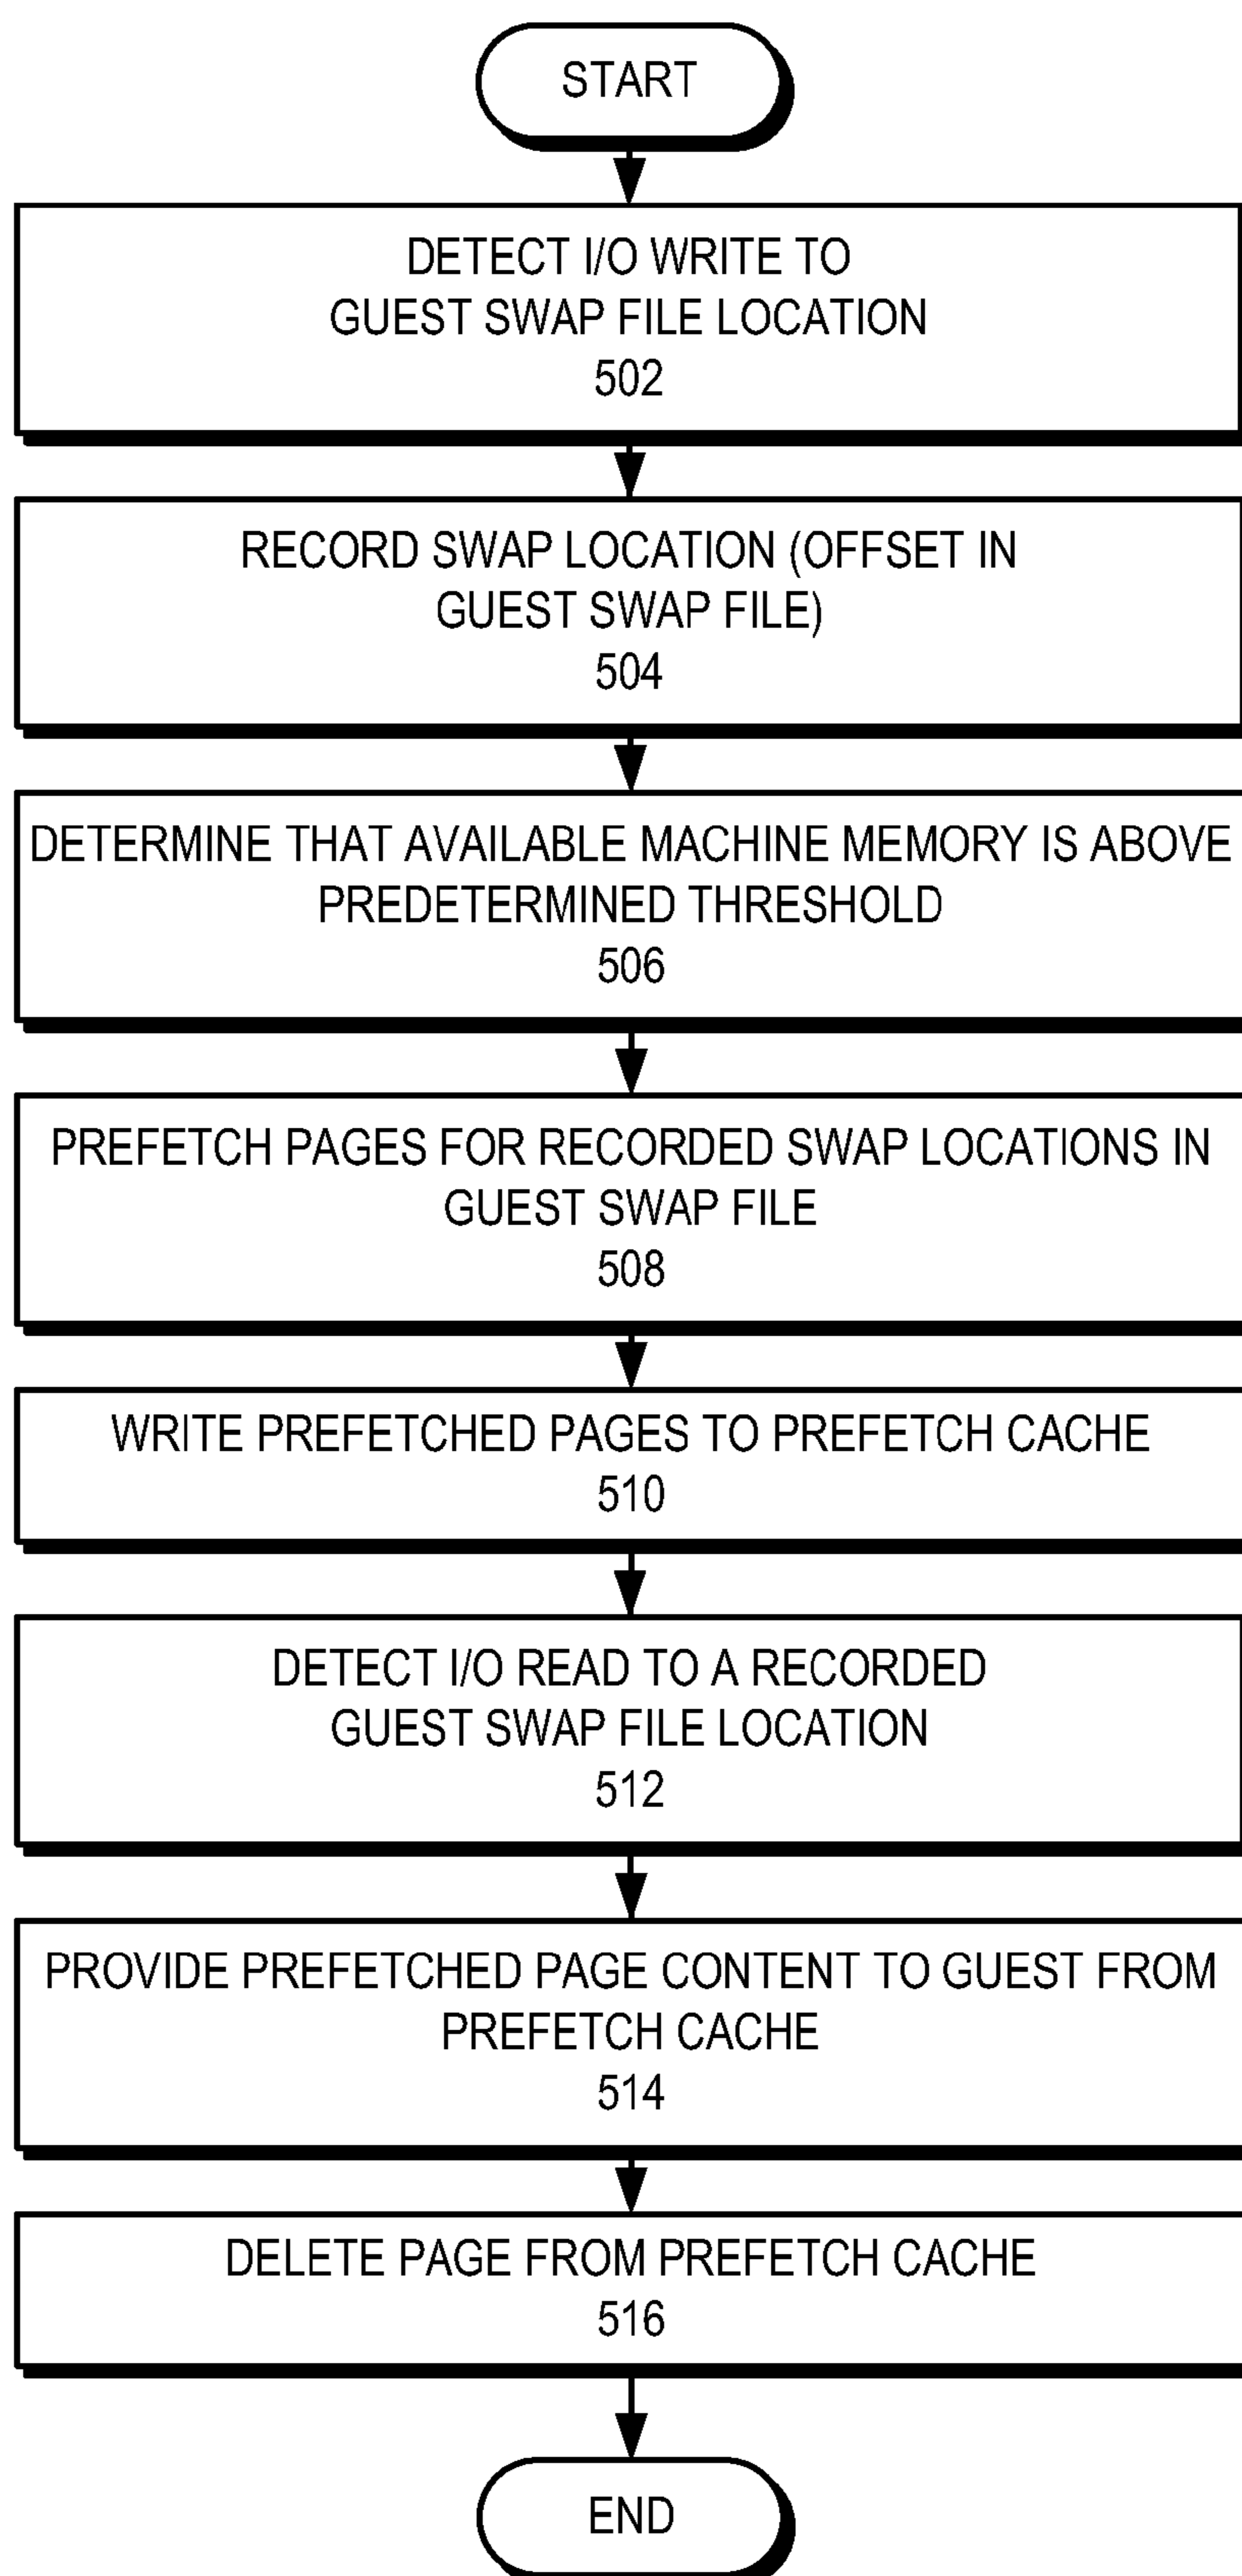 START
DETECT I/O WRITE TO
GUEST SWAP FILE LOCATION
502
RECORD SWAP LOCATION (OFFSET IN
GUEST SWAP FILE)
504
DETERMINE THAT AVAILABLE MACHINE MEMORY IS ABOVE
PREDETERMINED THRESHOLD
506
PREFETCH PAGES FOR RECORDED SWAP LOCATIONS IN
GUEST SWAP FILE
508
WRITE PREFETCHED PAGES TO PREFETCH CACHE
510
DETECT I/O READ TO A RECORDED
GUEST SWAP FILE LOCATION
512
PROVIDE PREFETCHED PAGE CONTENT TO GUEST FROM
PREFETCH CACHE
514
DELETE PAGE FROM PREFETCH CACHE
516
END